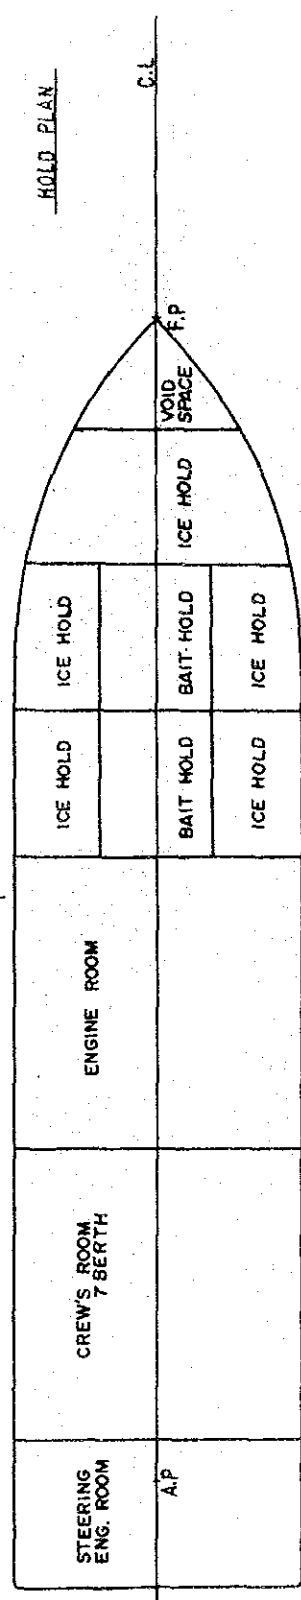 HOLD PLAN
C.L
F.P
VOID
SPACE
ICE HOLD
ICE HOLD
BAIT HOLD
ICE HOLD
ICE HOLD
BAIT HOLD
ICE HOLD
ENGINE ROOM
CREW'S ROOM
7 BERTH
STEERING
ENG. ROOM
A.P